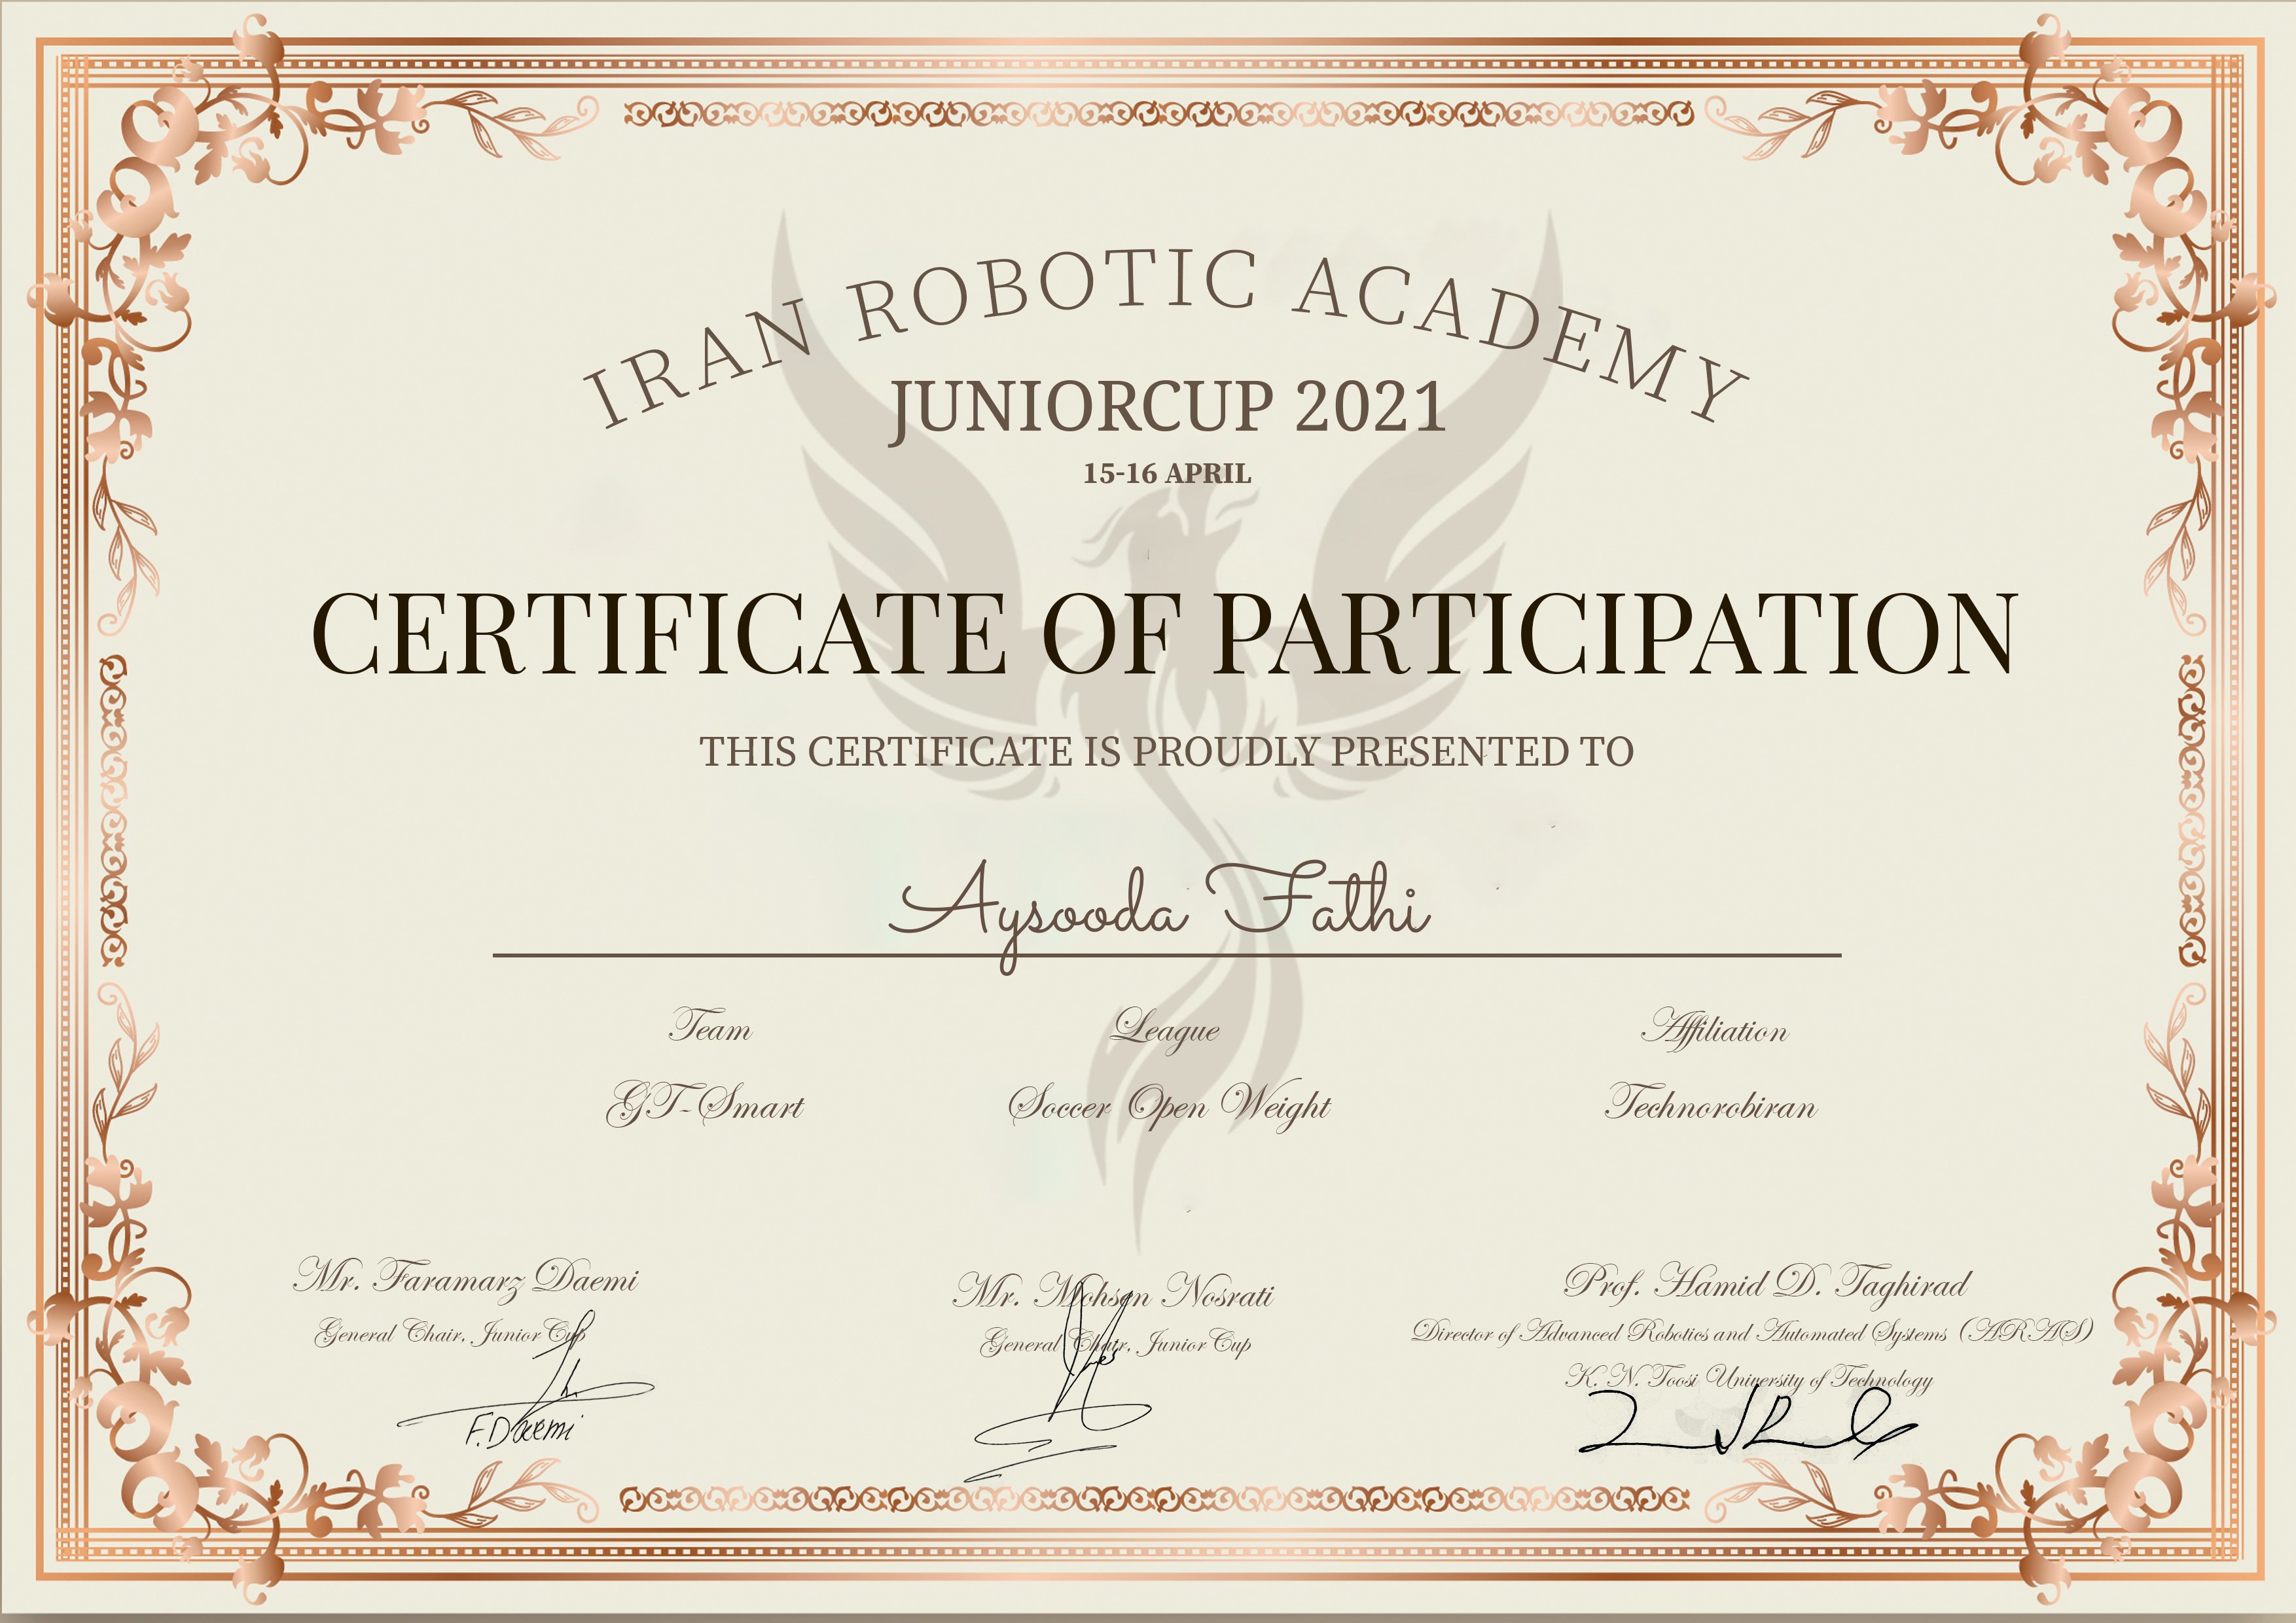 IRAN ROBOTIC ACADEMY
JUNIORCUP 2021
15-16 APRIL
CERTIFICATE OF PARTICIPATION
THIS CERTIFICATE IS PROUDLY PRESENTED TO
Aysooda Fathi
Team League Affiliation
GT-Smart Soccer Open Weight Technorobiran
Mr. Faramarz Daemi
General Chair, Junior Cup
F.Daemi
Mr. Mohsen Nosrati
General Chair, Junior Cup
Prof. Hamid D. Taghirad
Director of Advanced Robotics and Automated Systems (ARAS)
K. N. Toosi University of Technology